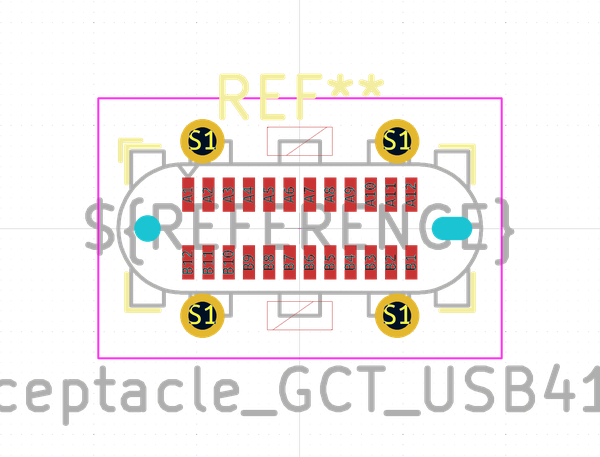 REF**
S1 S1
A1 A2 A3 A4 A5 A6 A7 A8 A9 A10 A11 A12
${REFERENCE}
B12 B11 B10 B9 B8 B7 B6 B5 B4 B3 B2 B1
S1 S1
ceptacle_GCT_USB41